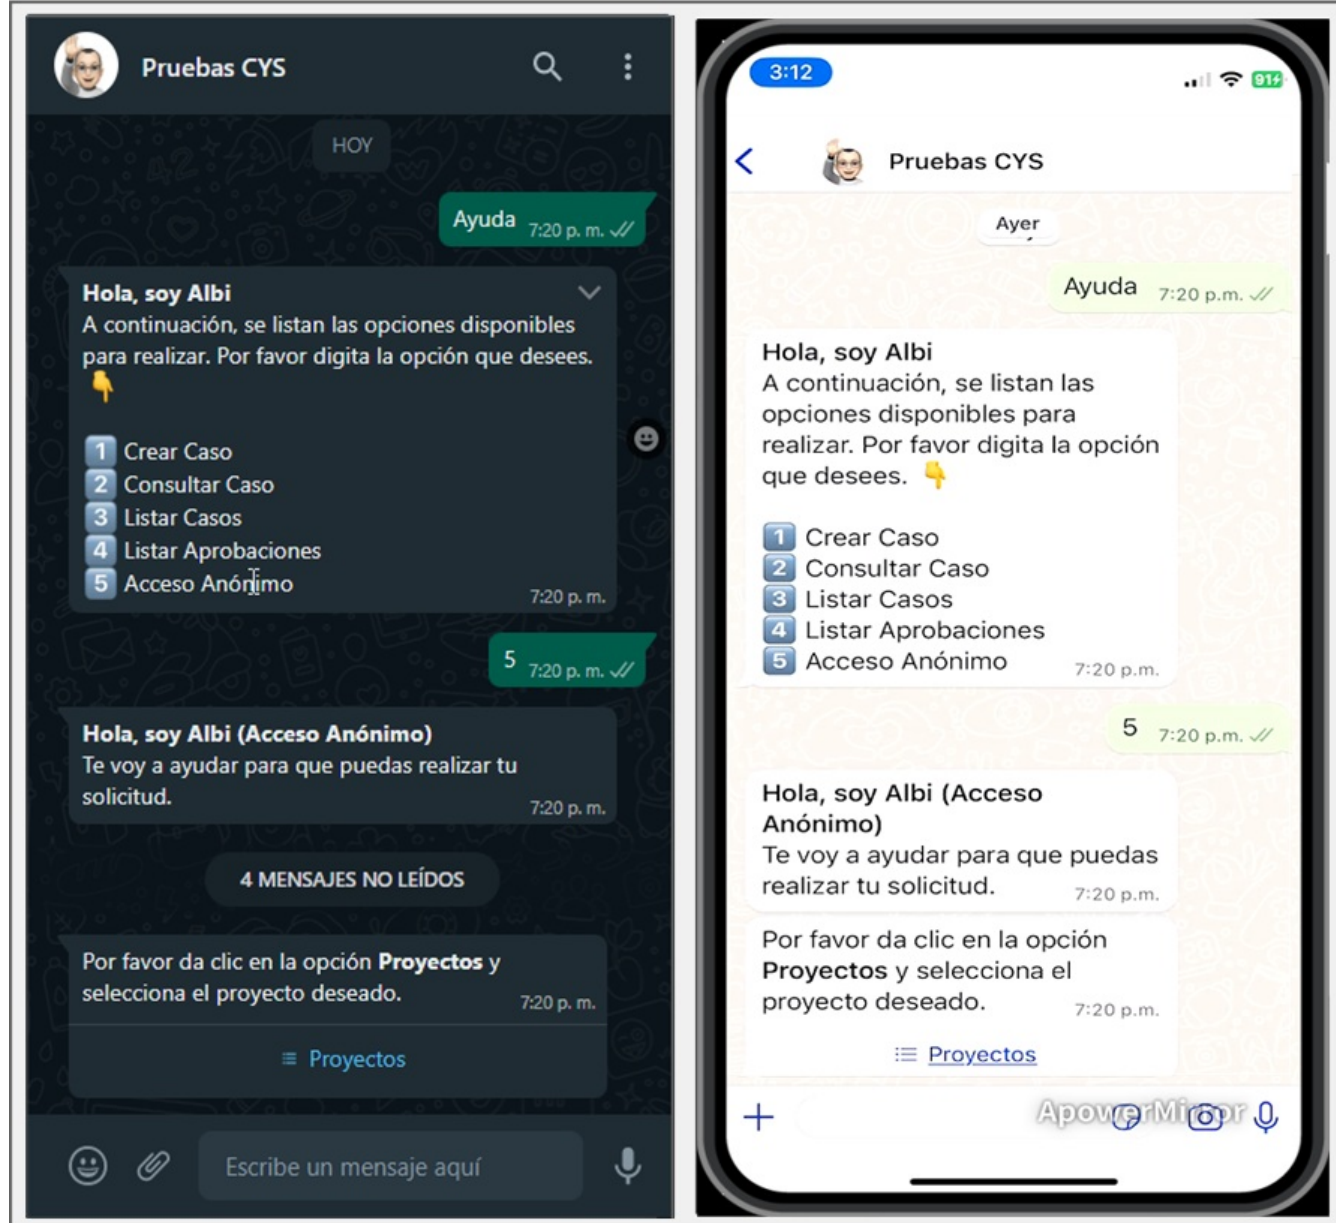 Pruebas CYS
HOY
Ayuda 7:20 p. m.
Hola, soy Albi
A continuación, se listan las opciones disponibles
para realizar. Por favor digita la opción que desees.
👇
1 Crear Caso
2 Consultar Caso
3 Listar Casos
4 Listar Aprobaciones
5 Acceso Anónimo
7:20 p. m.
5 7:20 p. m.
Hola, soy Albi (Acceso Anónimo)
Te voy a ayudar para que puedas realizar tu
solicitud.
7:20 p. m.
4 MENSAJES NO LEÍDOS
Por favor da clic en la opción Proyectos y
selecciona el proyecto deseado.
7:20 p. m.
Proyectos
Escribe un mensaje aquí
3:12
91
Pruebas CYS
Ayer
Ayuda 7:20 p.m.
Hola, soy Albi
A continuación, se listan las
opciones disponibles para
realizar. Por favor digita la opción
que desees. 👇
1 Crear Caso
2 Consultar Caso
3 Listar Casos
4 Listar Aprobaciones
5 Acceso Anónimo
7:20 p.m.
5 7:20 p.m.
Hola, soy Albi (Acceso
Anónimo)
Te voy a ayudar para que puedas
realizar tu solicitud.
7:20 p.m.
Por favor da clic en la opción
Proyectos y selecciona el
proyecto deseado.
7:20 p.m.
Proyectos
ApowerMirror